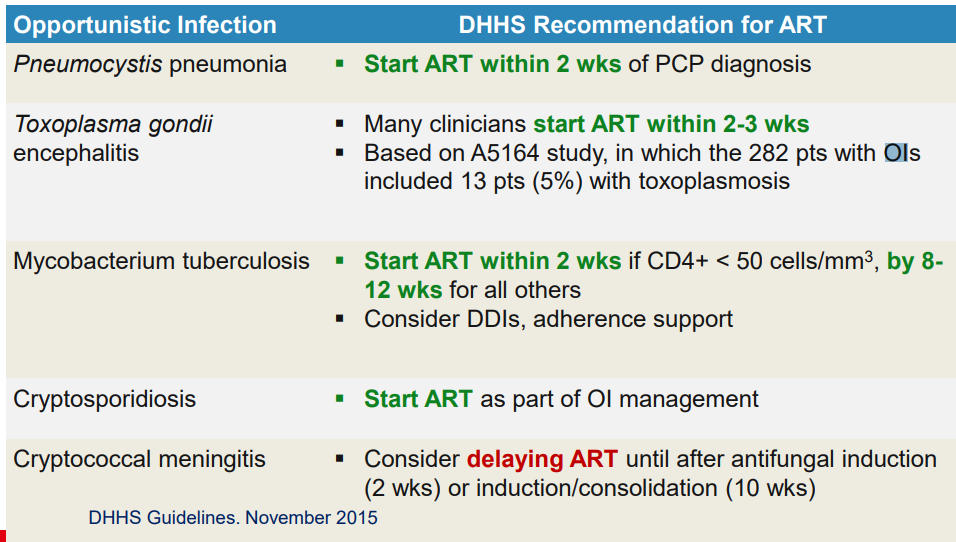 Opportunistic Infection DHHS Recommendation for ART
Pneumocystis pneumonia ▪ Start ART within 2 wks of PCP diagnosis
Toxoplasma gondii
encephalitis
▪ Many clinicians start ART within 2-3 wks
▪ Based on A5164 study, in which the 282 pts with OIs
included 13 pts (5%) with toxoplasmosis
Mycobacterium tuberculosis ▪ Start ART within 2 wks if CD4+ < 50 cells/mm³, by 8-
12 wks for all others
▪ Consider DDIs, adherence support
Cryptosporidiosis ▪ Start ART as part of OI management
Cryptococcal meningitis ▪ Consider delaying ART until after antifungal induction
(2 wks) or induction/consolidation (10 wks)
DHHS Guidelines. November 2015